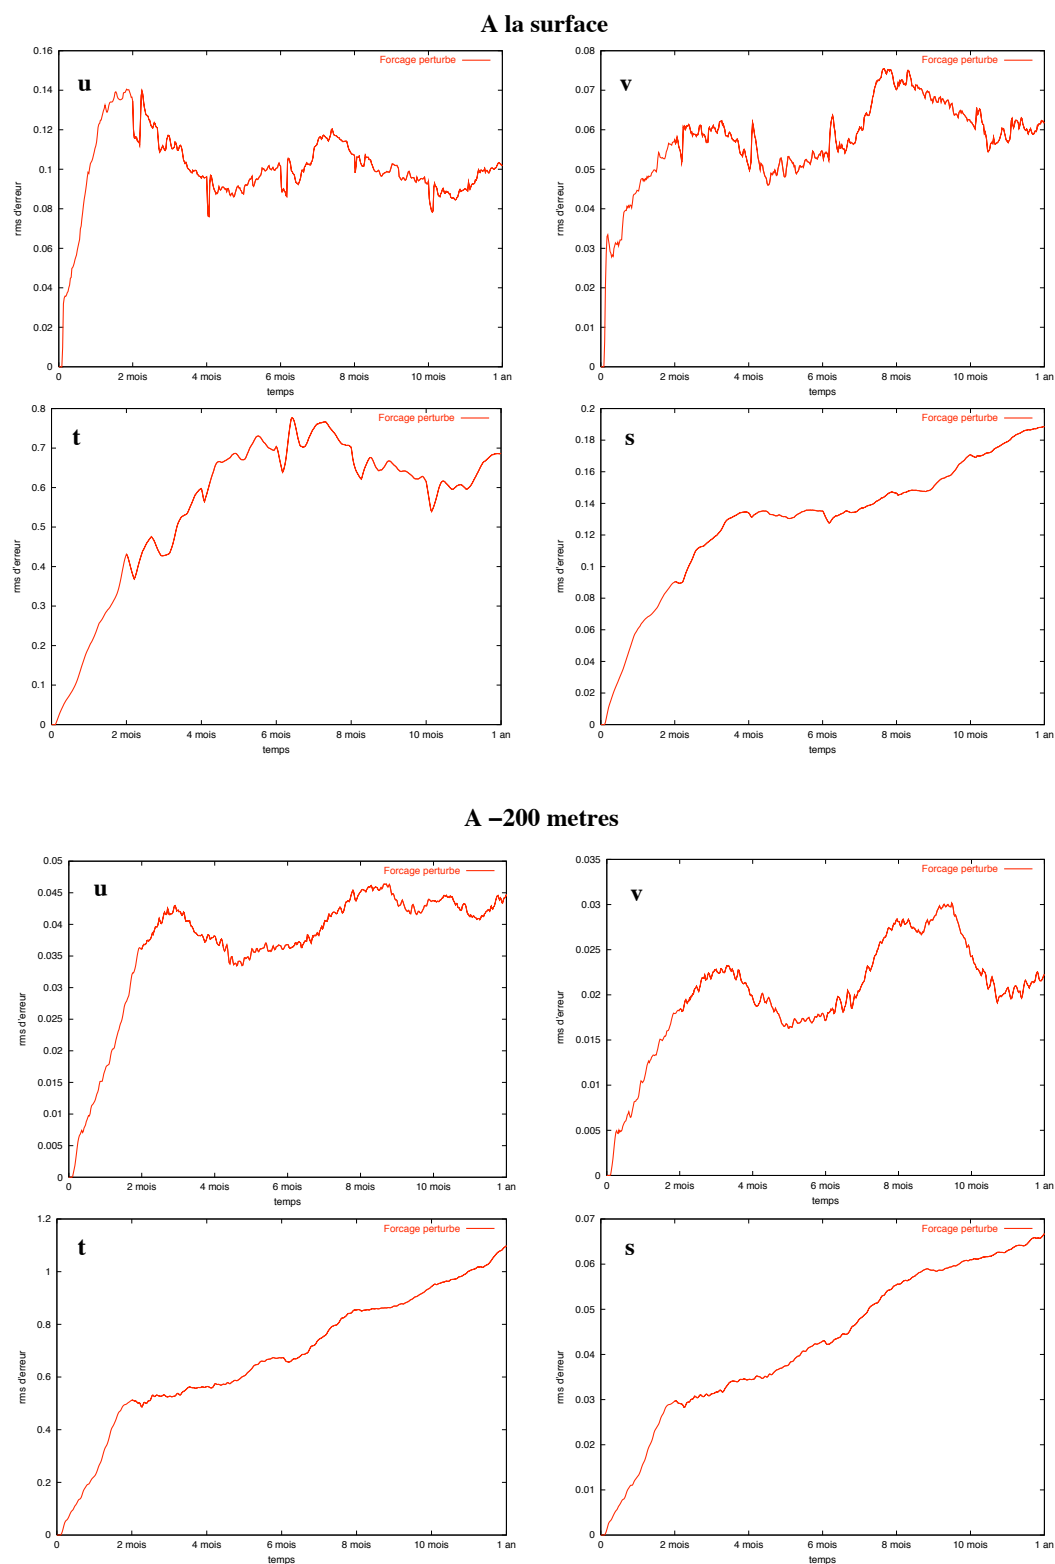 A la surface
0.16
0.14
0.12
0.1
0.08
0.06
0.04
0.02
0
u
Forcage perturbe
rms d'erreur
0 2 mois 4 mois 6 mois 8 mois 10 mois 1 an
temps
0.08
0.07
0.06
0.05
0.04
0.03
0.02
0.01
0
v
Forcage perturbe
rms d'erreur
0 2 mois 4 mois 6 mois 8 mois 10 mois 1 an
temps
0.8
0.7
0.6
0.5
0.4
0.3
0.2
0.1
0
t
Forcage perturbe
rms d'erreur
0 2 mois 4 mois 6 mois 8 mois 10 mois 1 an
temps
0.2
0.18
0.16
0.14
0.12
0.1
0.08
0.06
0.04
0.02
0
s
Forcage perturbe
rms d'erreur
0 2 mois 4 mois 6 mois 8 mois 10 mois 1 an
temps
A −200 metres
0.05
0.045
0.04
0.035
0.03
0.025
0.02
0.015
0.01
0.005
0
u
Forcage perturbe
rms d'erreur
0 2 mois 4 mois 6 mois 8 mois 10 mois 1 an
temps
0.035
0.03
0.025
0.02
0.015
0.01
0.005
0
v
Forcage perturbe
rms d'erreur
0 2 mois 4 mois 6 mois 8 mois 10 mois 1 an
temps
1.2
1
0.8
0.6
0.4
0.2
0
t
Forcage perturbe
rms d'erreur
0 2 mois 4 mois 6 mois 8 mois 10 mois 1 an
temps
0.07
0.06
0.05
0.04
0.03
0.02
0.01
0
s
Forcage perturbe
rms d'erreur
0 2 mois 4 mois 6 mois 8 mois 10 mois 1 an
temps